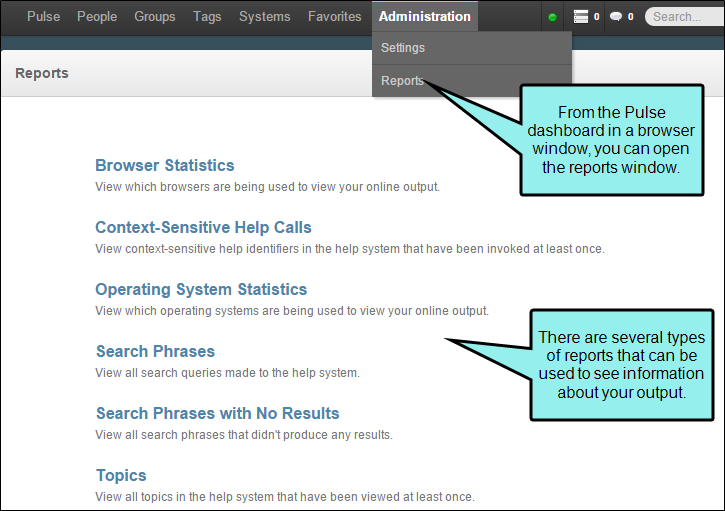 Pulse People Groups Tags Systems Favorites Administration 0 0 Search...
Settings
Reports
Reports
From the Pulse
dashboard in a browser
window, you can open
the reports window.
Browser Statistics
View which browsers are being used to view your online output.
Context-Sensitive Help Calls
View context-sensitive help identifiers in the help system that have been invoked at least once.
Operating System Statistics
View which operating systems are being used to view your online output.
There are several types
of reports that can be
used to see information
about your output.
Search Phrases
View all search queries made to the help system.
Search Phrases with No Results
View all search phrases that didn't produce any results.
Topics
View all topics in the help system that have been viewed at least once.